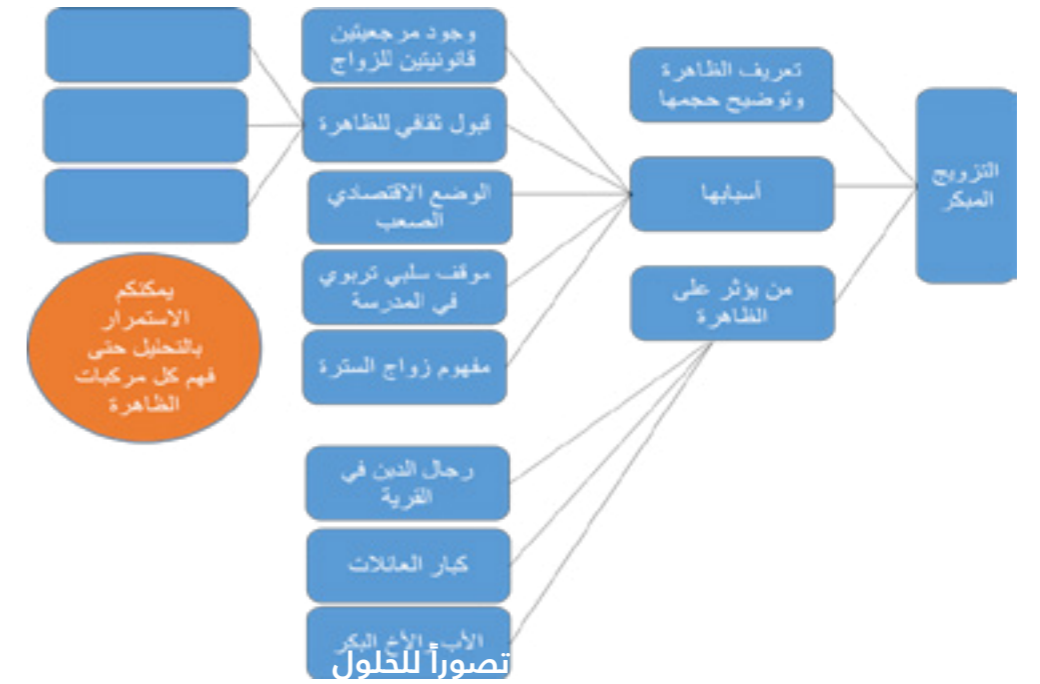 التزويج
المبكر
تعريف الظاهرة
وتوضيح حجمها
أسبابها
من يؤثر على
الظاهرة
وجود مرجعيتين
قانونيتين للزواج
قبول ثقافي للظاهرة
الوضع الاقتصادي
الصعب
موقف سلبي تربوي
في المدرسة
مفهوم زواج السترة
رجال الدين في
القرية
كبار العائلات
الأب والأخ البكر
يمكنكم
الاستمرار
بالتحليل حتى
فهم كل مركبات
الظاهرة
تصوراً للحلول